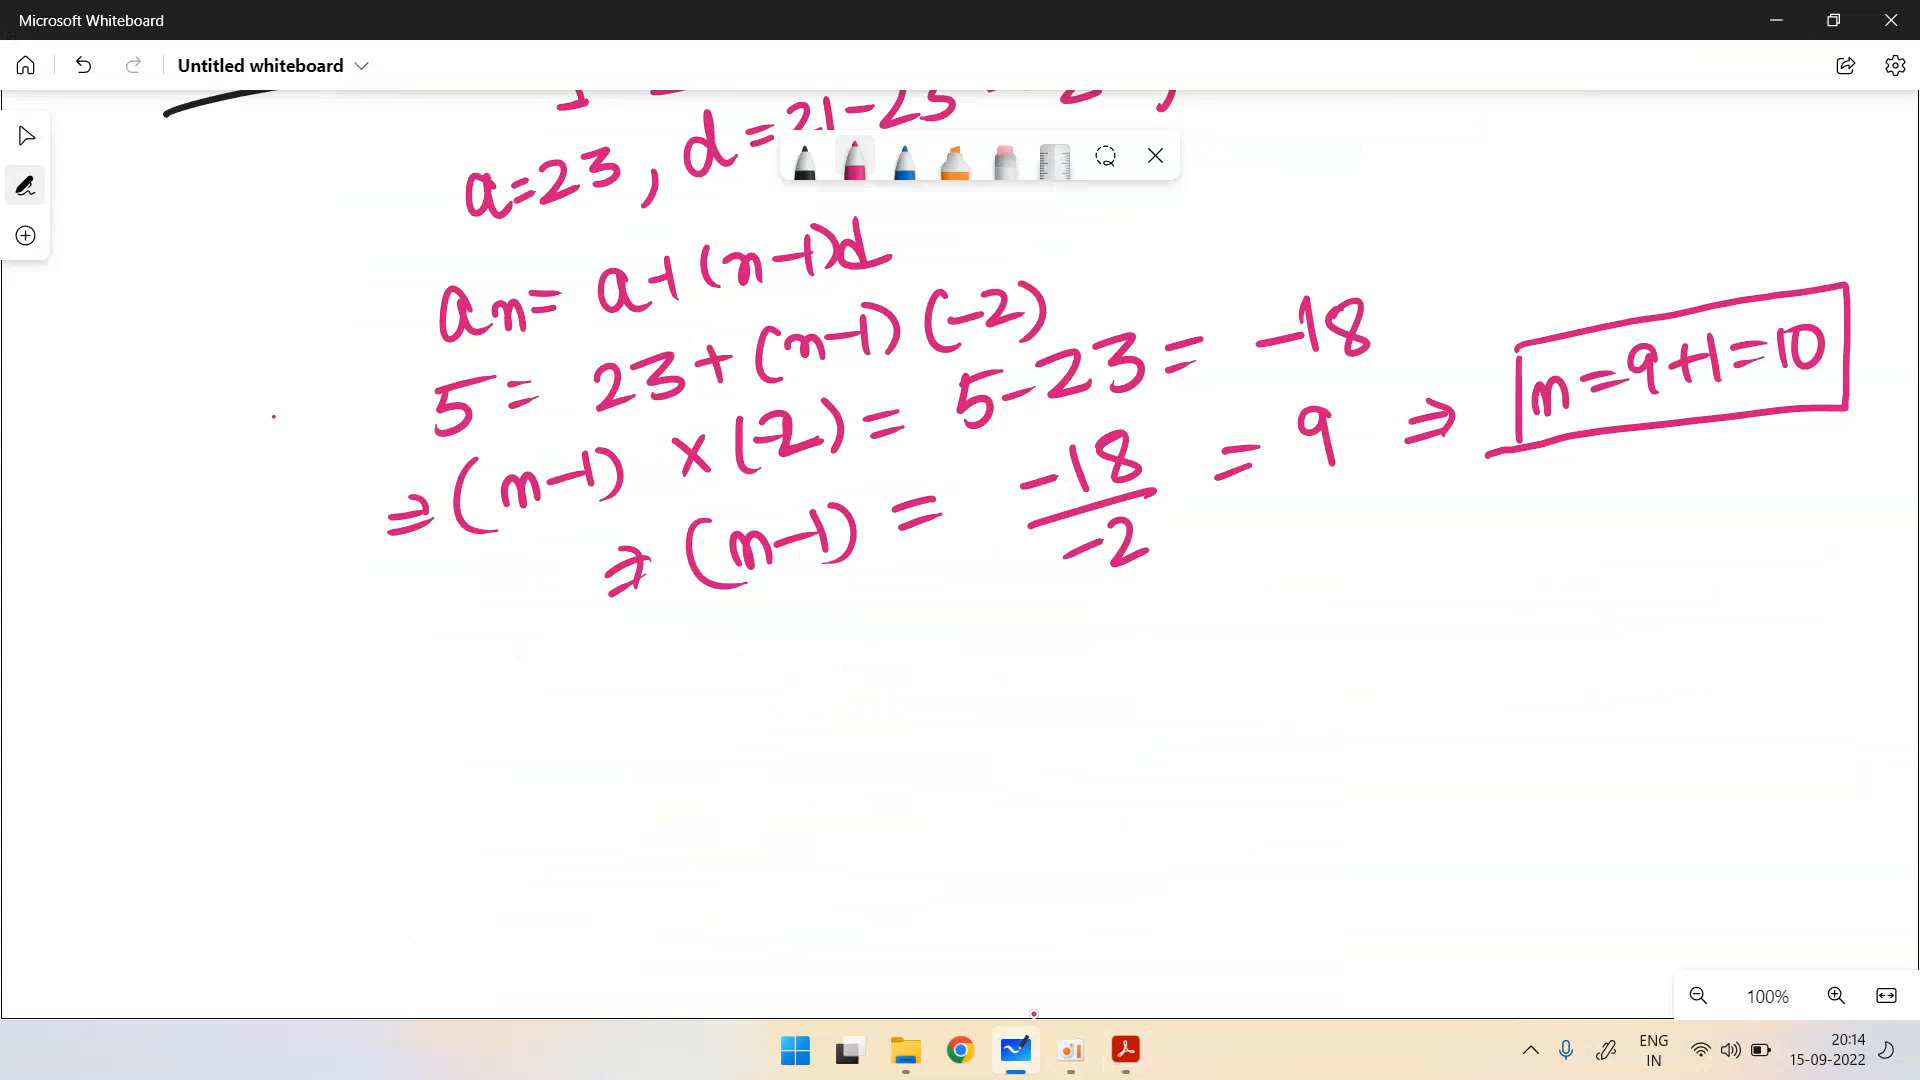 Microsoft Whiteboard
Untitled whiteboard
a=23, d=21-23
an= a+(n-1)d
5= 23+(n-1)(-2)
⇒(n-1)×(-2)=5-23=-18
⇒(n-1)= -18/-2 = 9 ⇒ n=9+1=10
100%
ENG
IN
20:14
15-09-2022